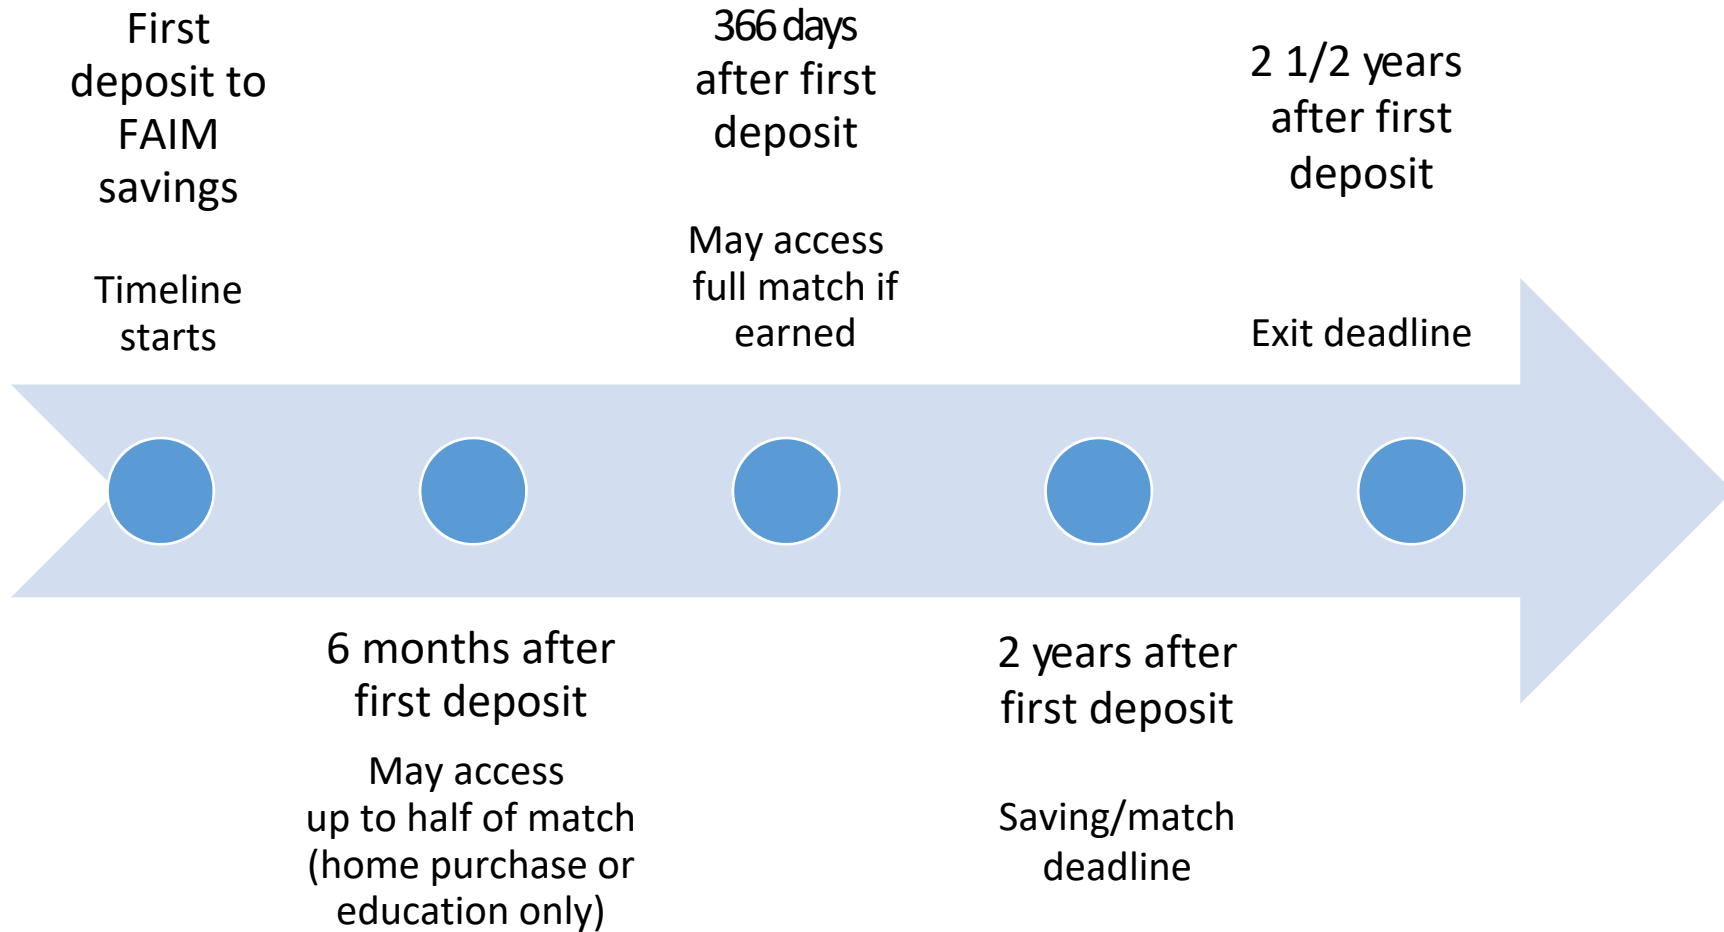 First
deposit to
FAIM
savings
Timeline
starts
6 months after
first deposit
May access
up to half of match
(home purchase or
education only)
366 days
after first
deposit
May access
full match if
earned
2 years after
first deposit
Saving/match
deadline
2 1/2 years
after first
deposit
Exit deadline